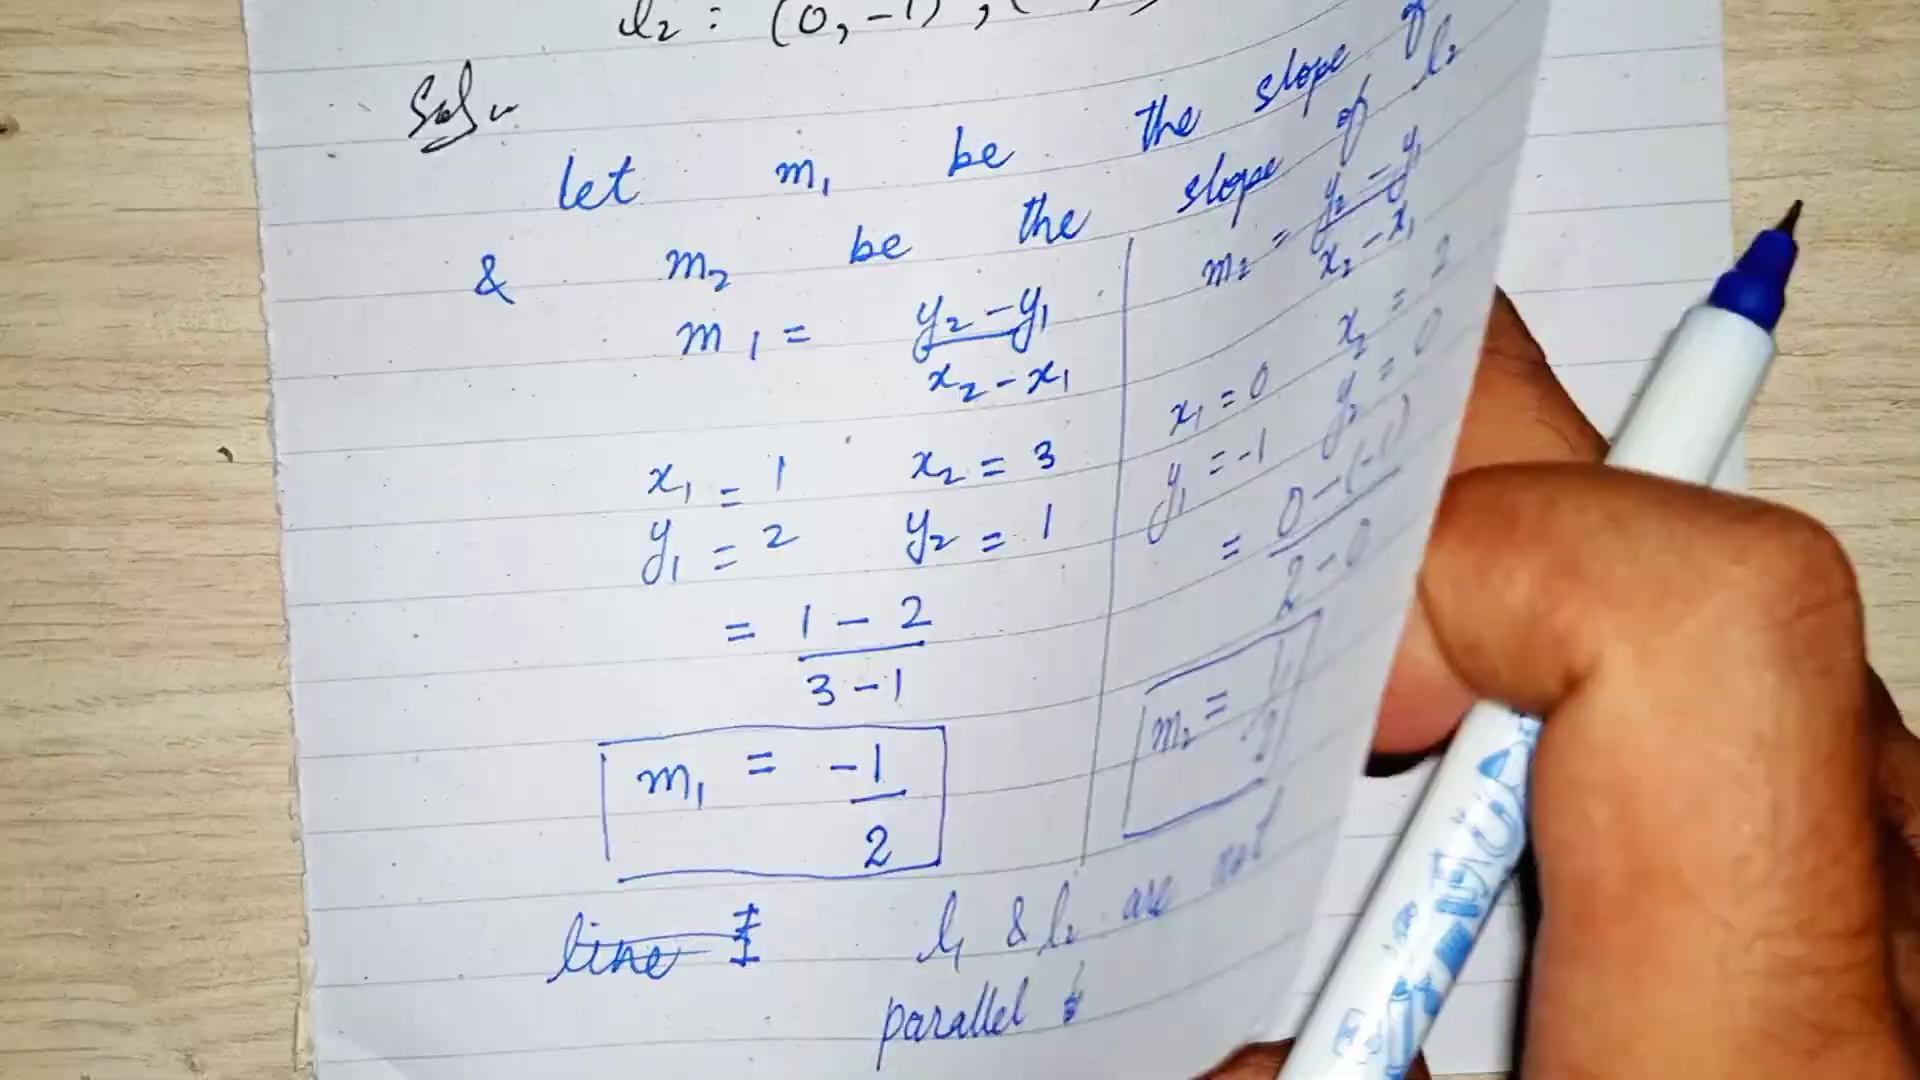 l2 : (0, -1), (
Soln
let m1 be the slope of
& m2 be the slope of l2
m1 = y2-y1 / x2-x1
x1 = 1 x2 = 3
y1 = 2 y2 = 1
= 1-2 / 3-1
m1 = -1/2
line
m2 = y2-y1 / x2-x1
x1 = 0 x2 = 2
y1 = -1 y2 = 0
= 0-(-1) / 2-0
m2 = 1/2
l1 & l2 are not
parallel